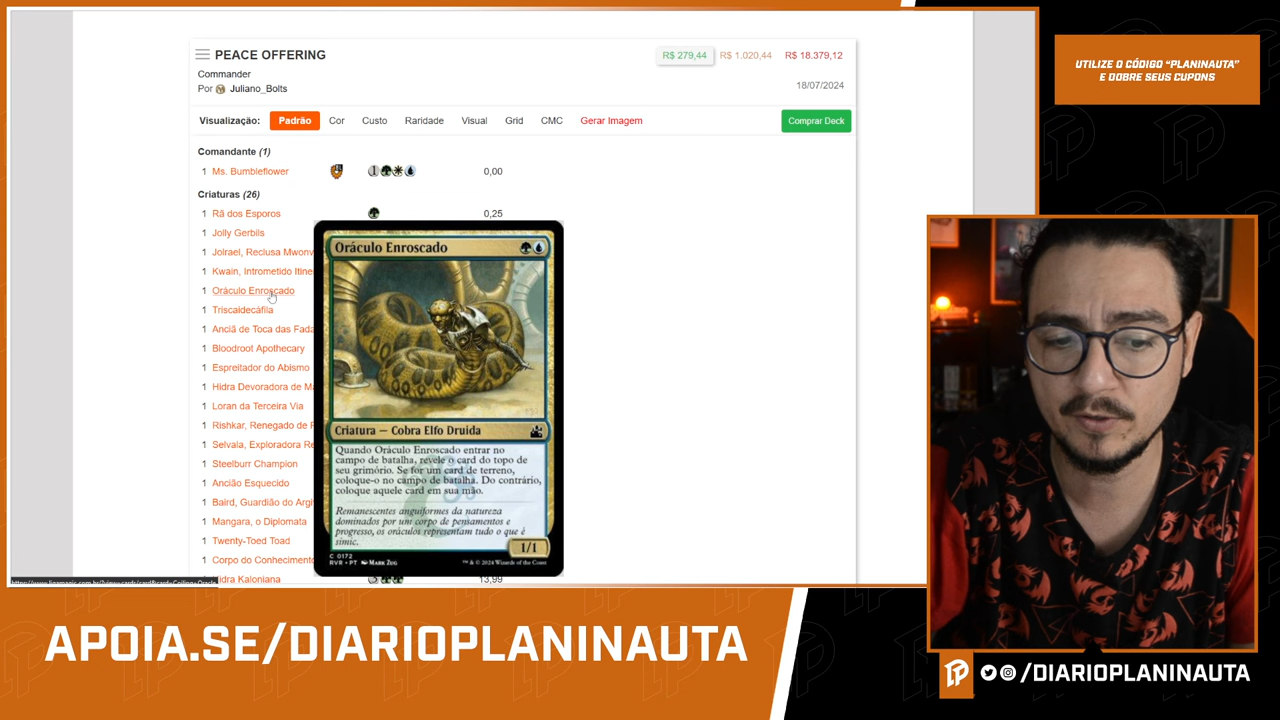 PEACE OFFERING
R$ 279,44
R$ 1.020,44
R$ 18.379,12
Commander
Por Juliano_Bolts
18/07/2024
Visualização:
Padrão
Cor
Custo
Raridade
Visual
Grid
CMC
Gerar Imagem
Comprar Deck
Comandante (1)
1 Ms. Bumbleflower
0,00
Criaturas (26)
1 Rã dos Esporos
0,25
1 Jolly Gerbils
1 Jolrael, Reclusa Mwonv
1 Kwain, Intrometido Itine
1 Oráculo Enroscado
1 Triscaidecáfila
1 Anciã de Toca das Fada
1 Bloodroot Apothecary
1 Espreitador do Abismo
1 Hidra Devoradora de Ma
1 Loran da Terceira Via
1 Rishkar, Renegado de P
1 Selvala, Exploradora Re
1 Steelburr Champion
1 Ancião Esquecido
1 Baird, Guardião do Argi
1 Mangara, o Diplomata
1 Twenty-Toed Toad
1 Corpo do Conhecimento
Hidra Kaloniana
13,99
Oráculo Enroscado
Criatura — Cobra Elfo Druida
Quando Oráculo Enroscado entrar no
campo de batalha, revele o card do topo de
seu grimório. Se for um card de terreno,
coloque-o no campo de batalha. Do contrário,
coloque aquele card em sua mão.
Remanescentes anguiformes da natureza
dominados por um corpo de pensamentos e
progresso, os oráculos representam tudo o que é
simic.
1/1
C 0172
RVR • PT MARK ZUG
™ & © 2024 Wizards of the Coast
UTILIZE O CÓDIGO “PLANINAUTA”
E DOBRE SEUS CUPONS
APOIA.SE/DIARIOPLANINAUTA
/DIARIOPLANINAUTA